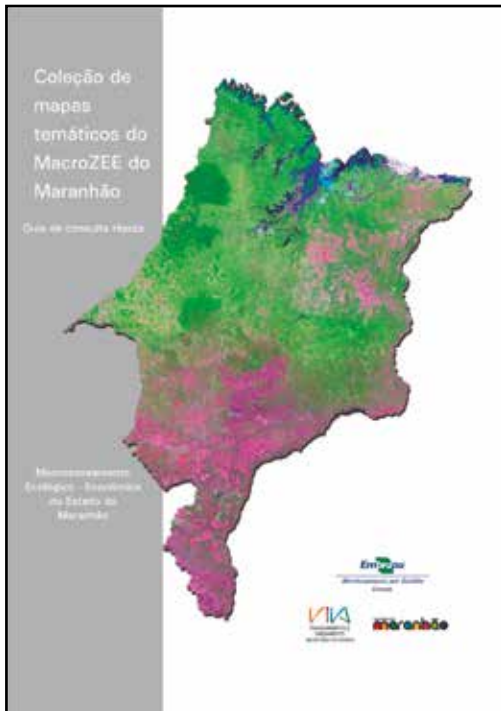 Coleção de
mapas
temáticos do
MacroZEE do
Maranhão
Guia de consulta rápida
Macrozoneamento
Ecológico - Econômico
do Estado do
Maranhão
Embrapa
Monitoramento por Satélite
maranhão